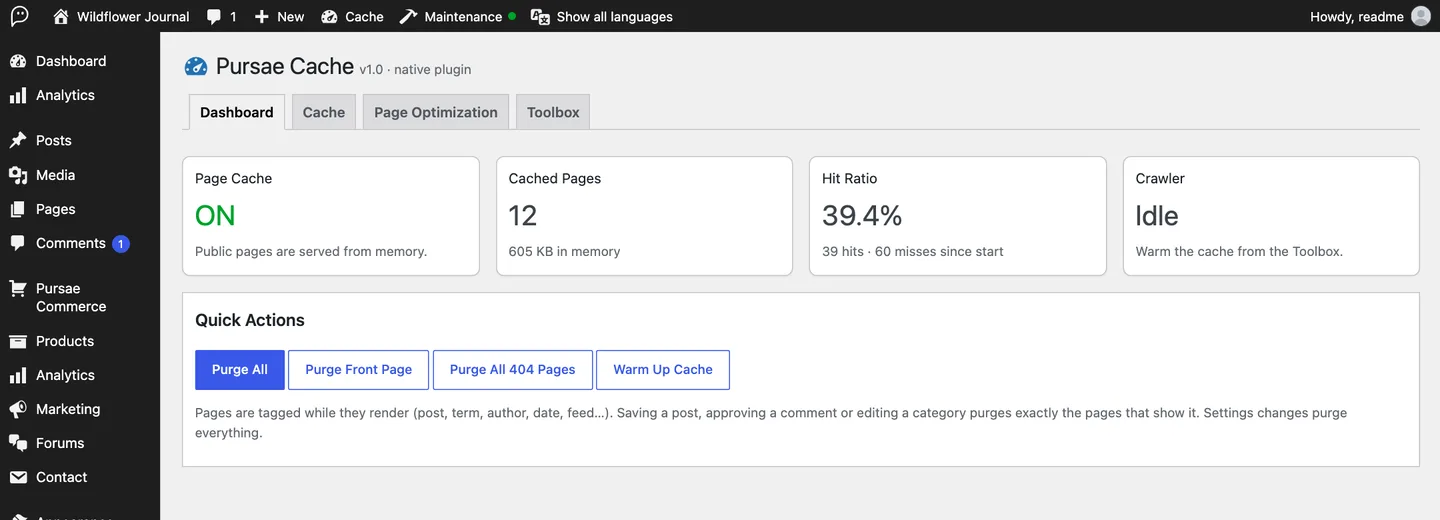 Wildflower Journal 1 New Cache Maintenance Show all languages Howdy, readme
Dashboard
Analytics
Posts
Media
Pages
Comments 1
Pursae
Commerce
Products
Analytics
Marketing
Forums
Contact
Appearance
Pursae Cache v1.0 · native plugin
Dashboard Cache Page Optimization Toolbox
Page Cache
ON
Public pages are served from memory.
Cached Pages
12
605 KB in memory
Hit Ratio
39.4%
39 hits · 60 misses since start
Crawler
Idle
Warm the cache from the Toolbox.
Quick Actions
Purge All Purge Front Page Purge All 404 Pages Warm Up Cache
Pages are tagged while they render (post, term, author, date, feed…). Saving a post, approving a comment or editing a category purges exactly the pages that show it. Settings changes purge
everything.